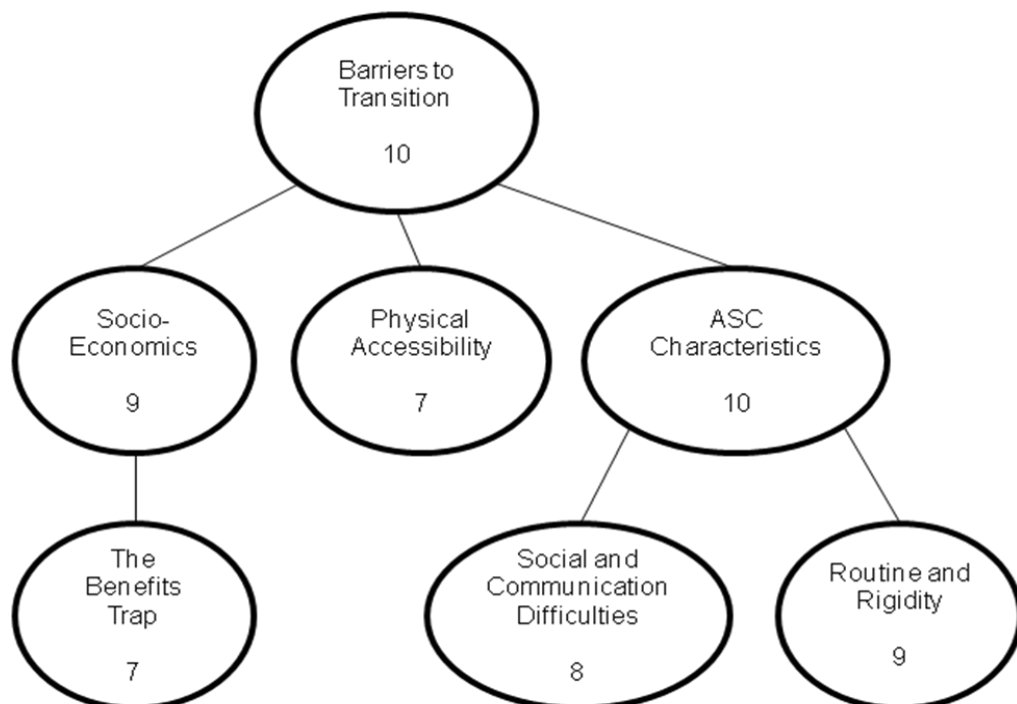 Barriers to
Transition
10
Socio-
Economics
9
Physical
Accessibility
7
ASC
Characteristics
10
The
Benefits
Trap
7
Social and
Communication
Difficulties
8
Routine and
Rigidity
9